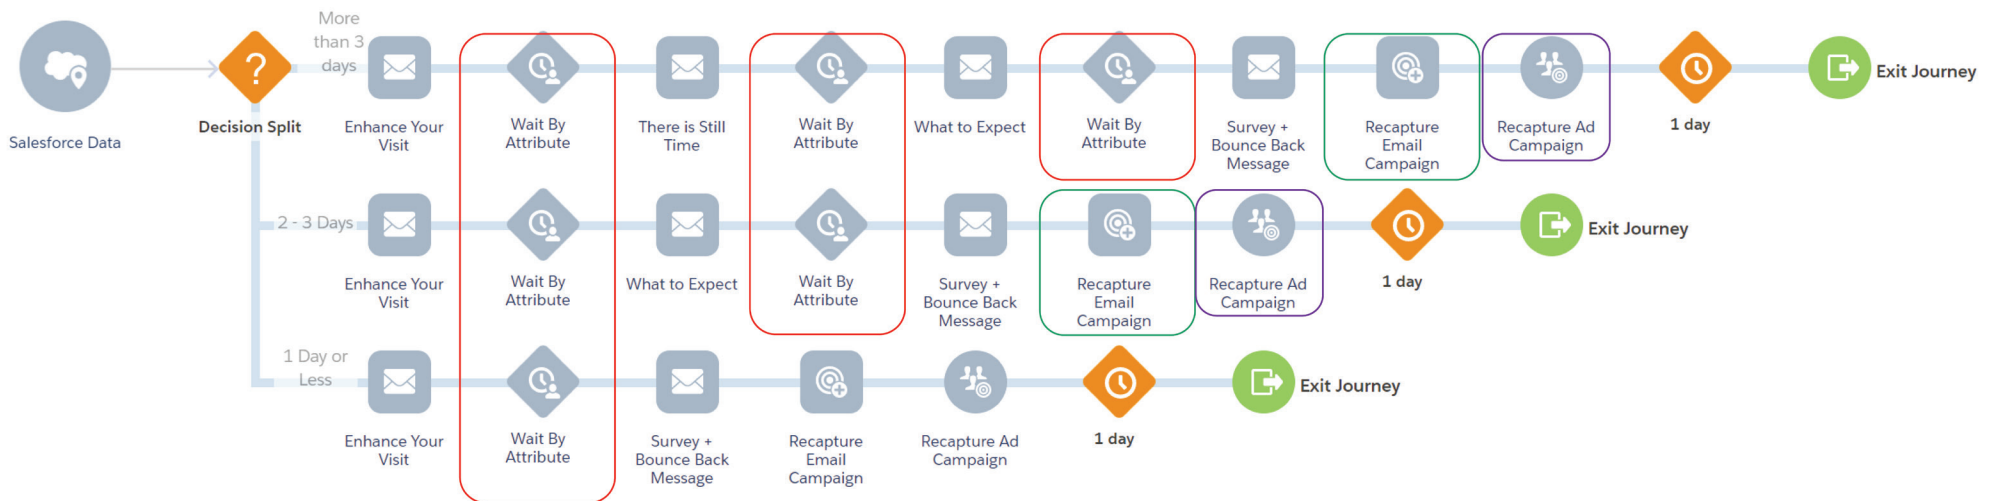 Salesforce Data
?
Decision Split
More
than 3
days
Enhance Your
Visit
Wait By
Attribute
There is Still
Time
Wait By
Attribute
What to Expect
Wait By
Attribute
Survey +
Bounce Back
Message
Recapture
Email
Campaign
Recapture Ad
Campaign
1 day
Exit Journey
2 - 3 Days
Enhance Your
Visit
Wait By
Attribute
What to Expect
Wait By
Attribute
Survey +
Bounce Back
Message
Recapture
Email
Campaign
Recapture Ad
Campaign
1 day
Exit Journey
1 Day or
Less
Enhance Your
Visit
Wait By
Attribute
Survey +
Bounce Back
Message
Recapture
Email
Campaign
Recapture Ad
Campaign
1 day
Exit Journey